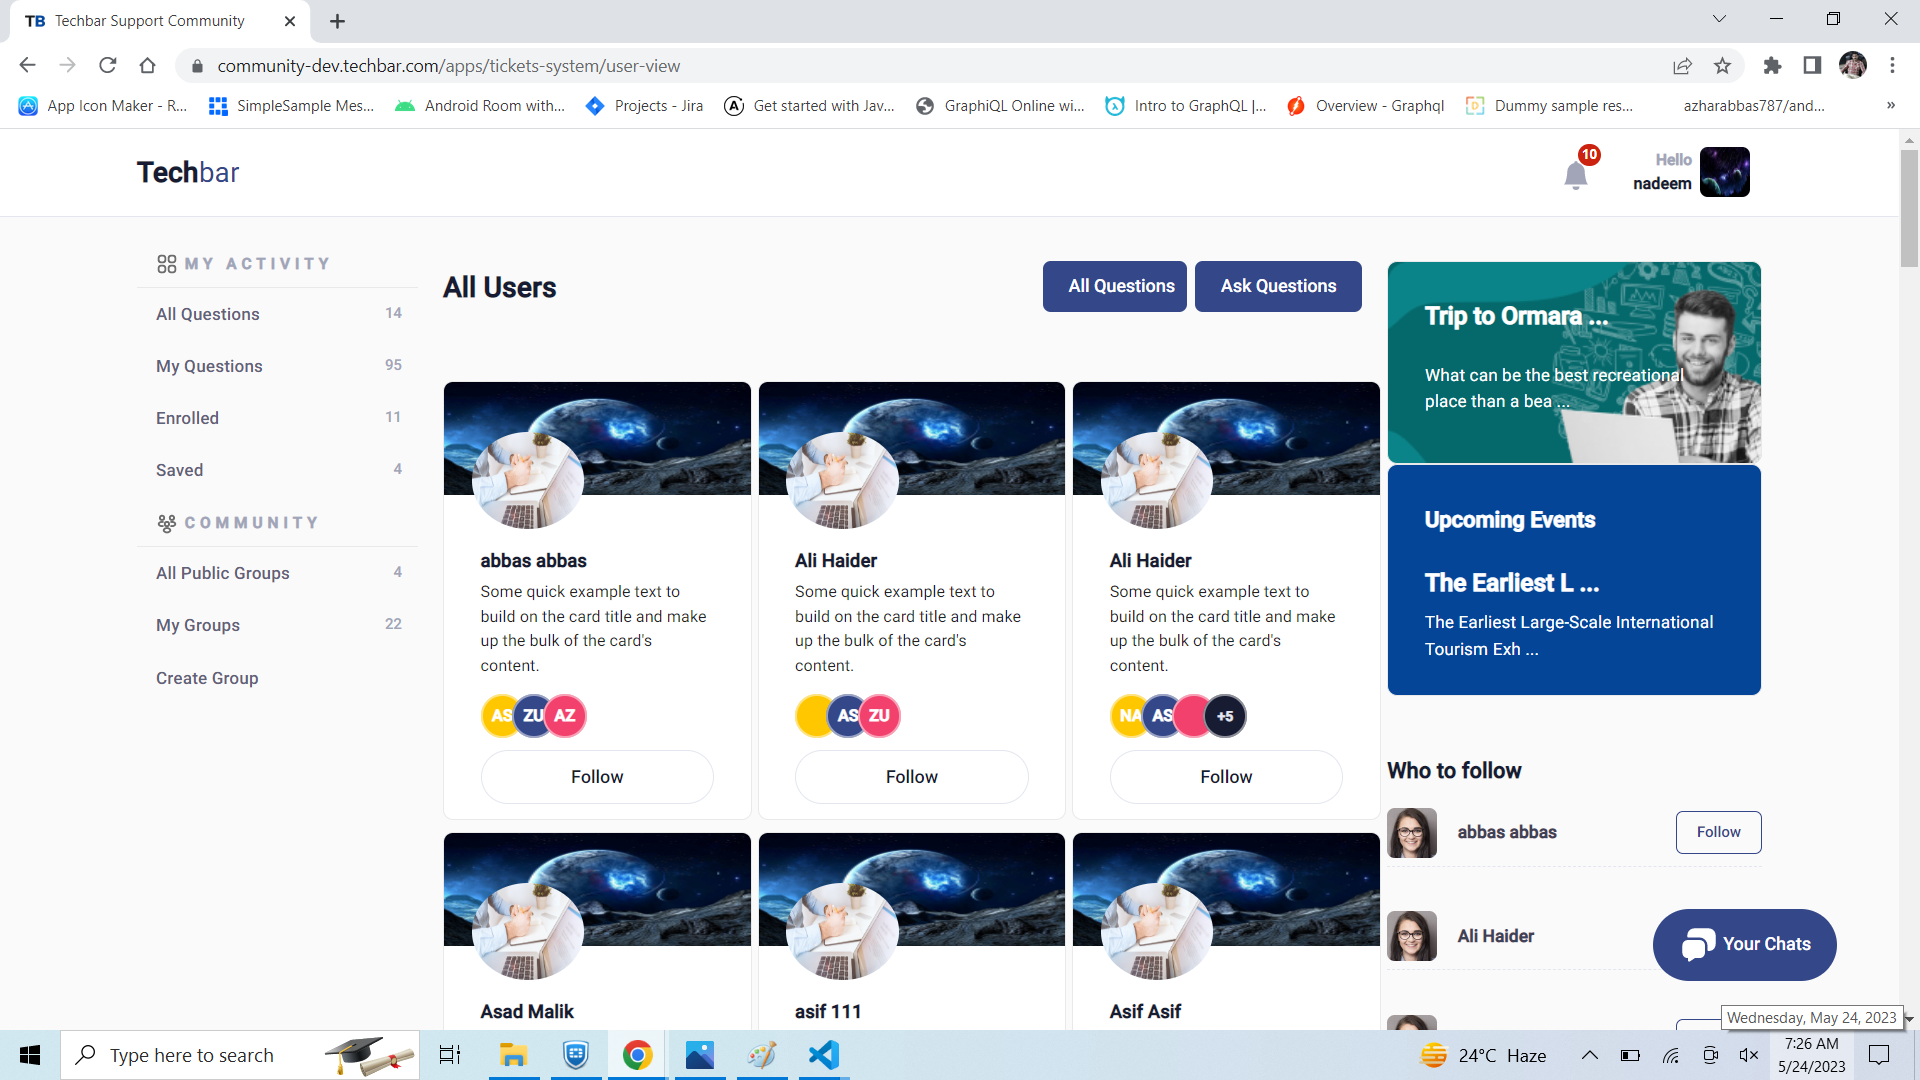 TB Techbar Support Community
community-dev.techbar.com/apps/tickets-system/user-view
App Icon Maker - R...
SimpleSample Mes...
Android Room with...
Projects - Jira
Get started with Jav...
GraphiQL Online wi...
Intro to GraphQL |...
Overview - Graphql
Dummy sample res...
azharabbas787/and...
»
Techbar
10
Hello
nadeem
MY ACTIVITY
All Questions 14
My Questions 95
Enrolled 11
Saved 4
COMMUNITY
All Public Groups 4
My Groups 22
Create Group
All Users
All Questions
Ask Questions
abbas abbas
Some quick example text to
build on the card title and make
up the bulk of the card's
content.
AS ZU AZ
Follow
Ali Haider
Some quick example text to
build on the card title and make
up the bulk of the card's
content.
AS ZU
Follow
Ali Haider
Some quick example text to
build on the card title and make
up the bulk of the card's
content.
NA AS +5
Follow
Asad Malik
asif 111
Asif Asif
Trip to Ormara ...
What can be the best recreational
place than a bea ...
Upcoming Events
The Earliest L ...
The Earliest Large-Scale International
Tourism Exh ...
Who to follow
abbas abbas
Follow
Ali Haider
Your Chats
Wednesday, May 24, 2023
Type here to search
24°C Haze
7:26 AM
5/24/2023